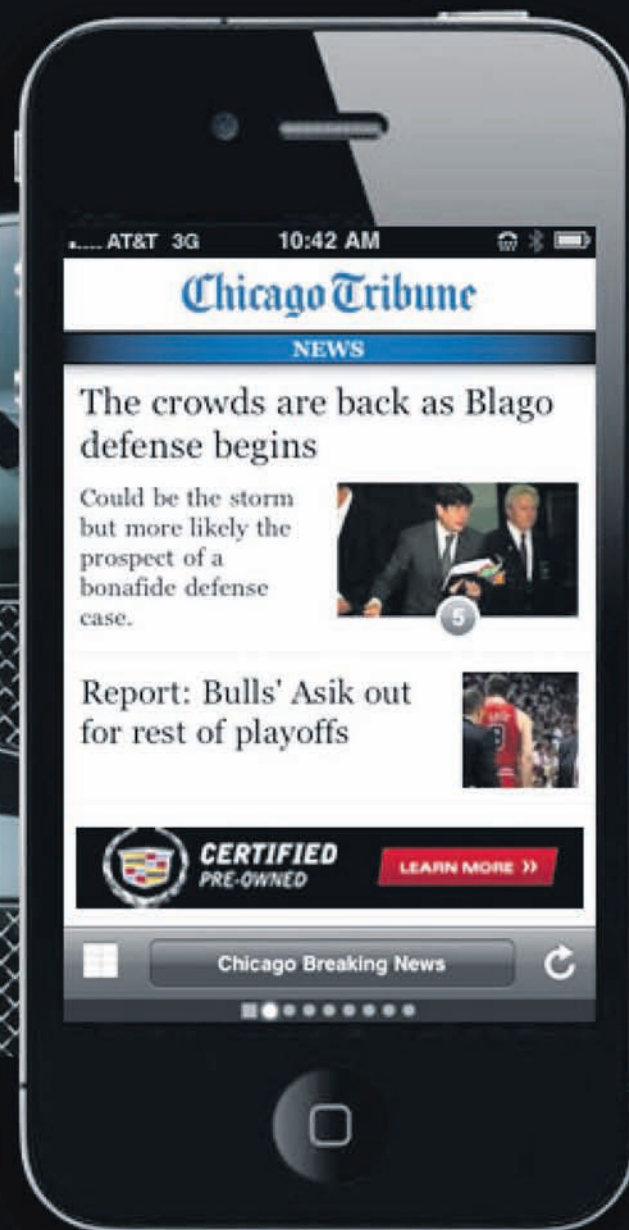 ..... AT&T 3G 10:42 AM
Chicago Tribune
NEWS
The crowds are back as Blago
defense begins
Could be the storm
but more likely the
prospect of a
bonafide defense
case.
5
Report: Bulls' Asik out
for rest of playoffs
CERTIFIED
PRE-OWNED
LEARN MORE »
Chicago Breaking News